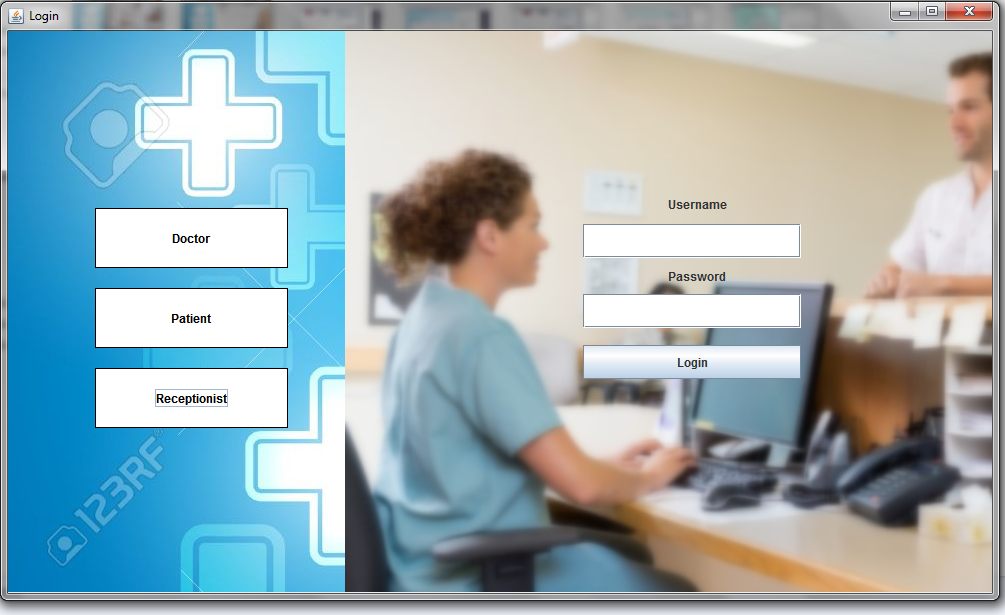 Login
Doctor
Patient
Receptionist
123RF
Username
Password
Login